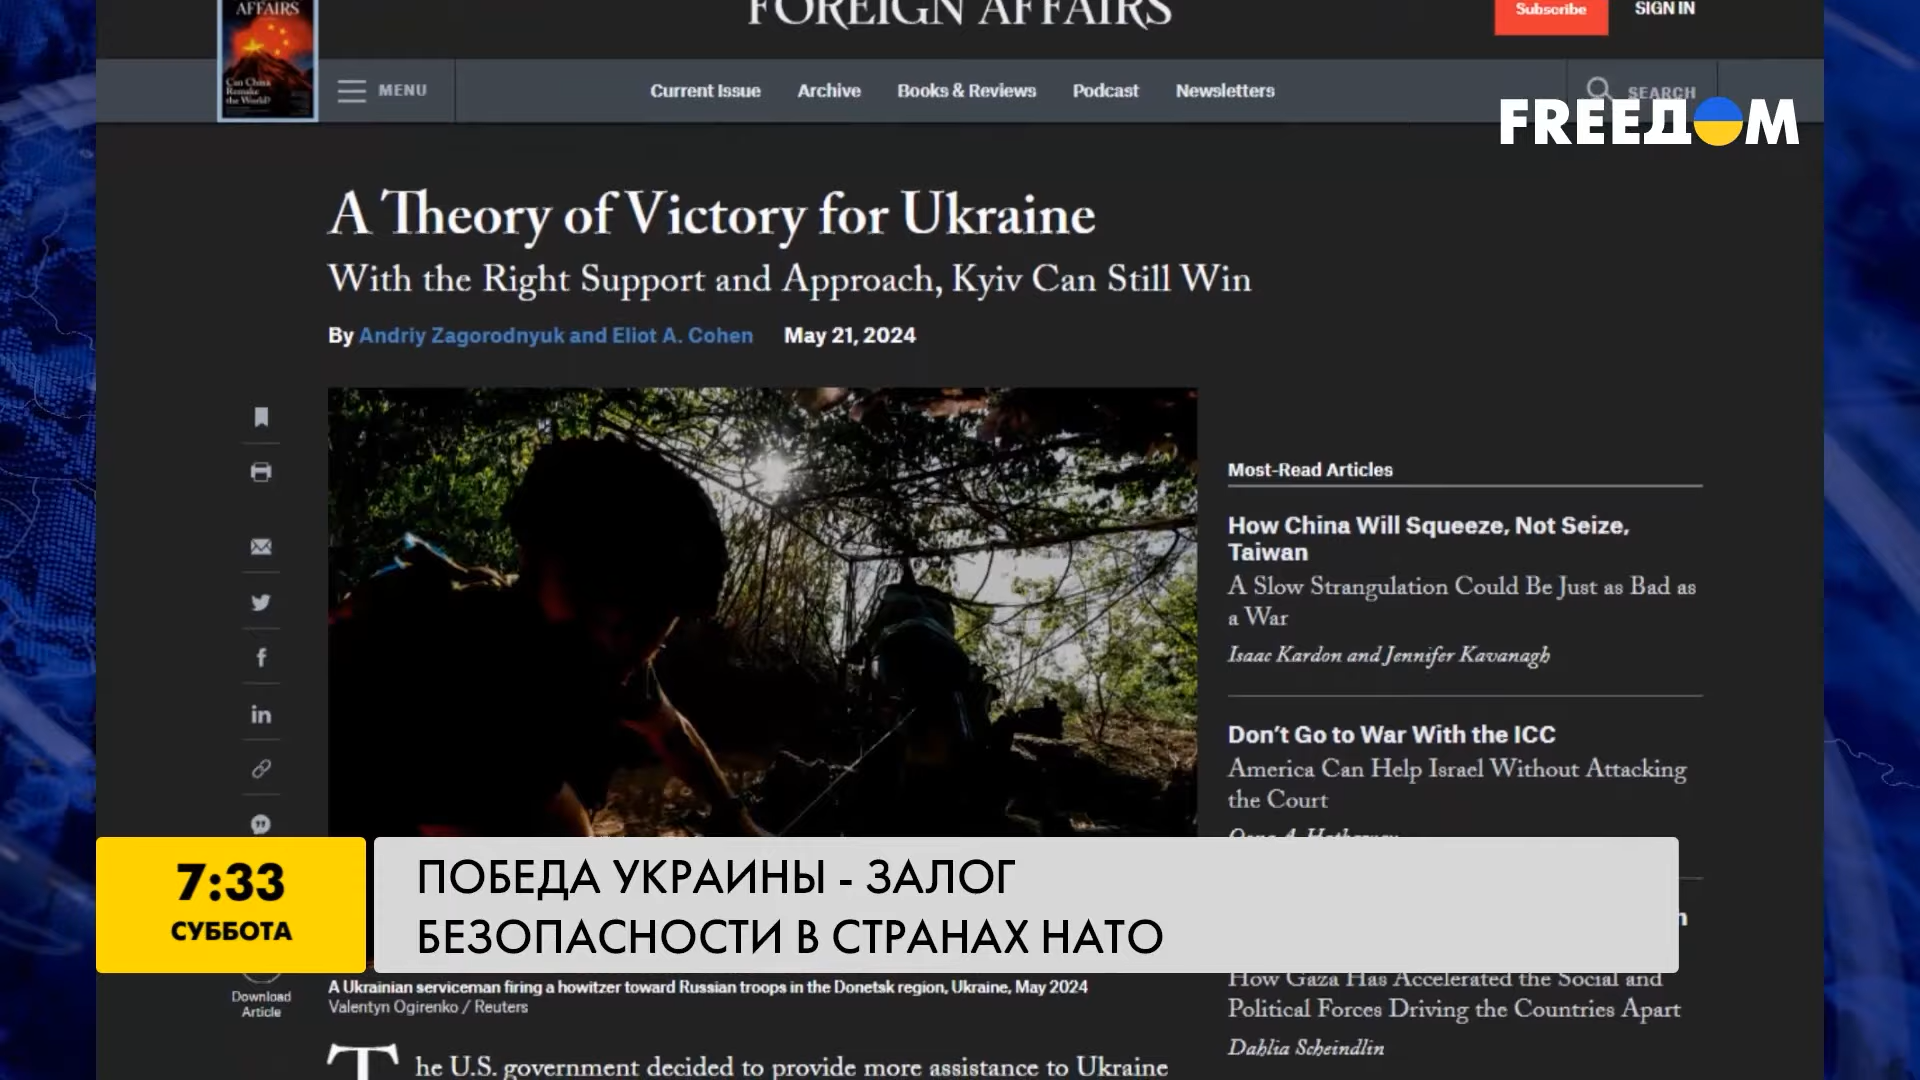 AFFAIRS
Can China
Remake
the World?
FOREIGN AFFAIRS
Subscribe
SIGN IN
MENU
Current Issue
Archive
Books & Reviews
Podcast
Newsletters
SEARCH
FREEДOM
A Theory of Victory for Ukraine
With the Right Support and Approach, Kyiv Can Still Win
By Andriy Zagorodnyuk and Eliot A. Cohen
May 21, 2024
Most-Read Articles
How China Will Squeeze, Not Seize,
Taiwan
A Slow Strangulation Could Be Just as Bad as
a War
Isaac Kardon and Jennifer Kavanagh
Don't Go to War With the ICC
America Can Help Israel Without Attacking
the Court
How Gaza Has Accelerated the Social and
Political Forces Driving the Countries Apart
Dahlia Scheindlin
7:33
СУББОТА
ПОБЕДА УКРАИНЫ - ЗАЛОГ
БЕЗОПАСНОСТИ В СТРАНАХ НАТО
Download
Article
A Ukrainian serviceman firing a howitzer toward Russian troops in the Donetsk region, Ukraine, May 2024
Valentyn Ogirenko / Reuters
The U.S. government decided to provide more assistance to Ukraine